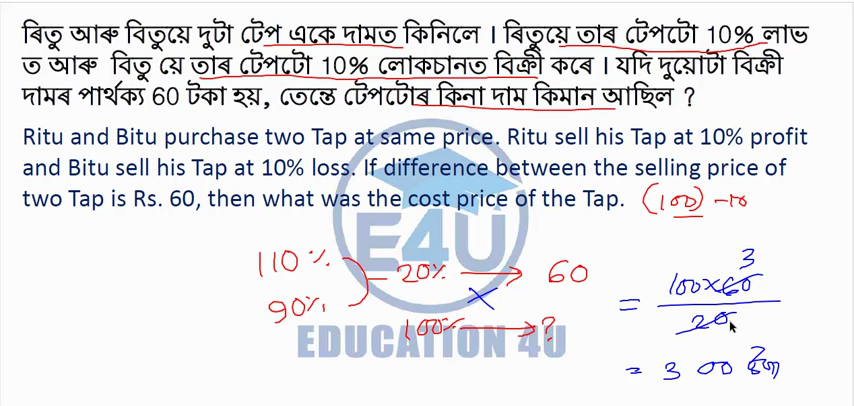 ৰিতু আৰু বিতুয়ে দুটা টেপ একে দামত কিনিলে । ৰিতুয়ে তাৰ টেপটো 10% লাভ
ত আৰু বিতু য়ে তাৰ টেপটো 10% লোকচানত বিক্ৰী কৰে । যদি দুয়োটা বিক্ৰী
দামৰ পাৰ্থক্য 60 টকা হয়, তেন্তে টেপটোৰ কিনা দাম কিমান আছিল ?
Ritu and Bitu purchase two Tap at same price. Ritu sell his Tap at 10% profit
and Bitu sell his Tap at 10% loss. If difference between the selling price of
two Tap is Rs. 60, then what was the cost price of the Tap. (100)
E4U
110% 20% → 60
90%
100% → ?
EDUCATION 4U
= 100×60 3
20
= 300